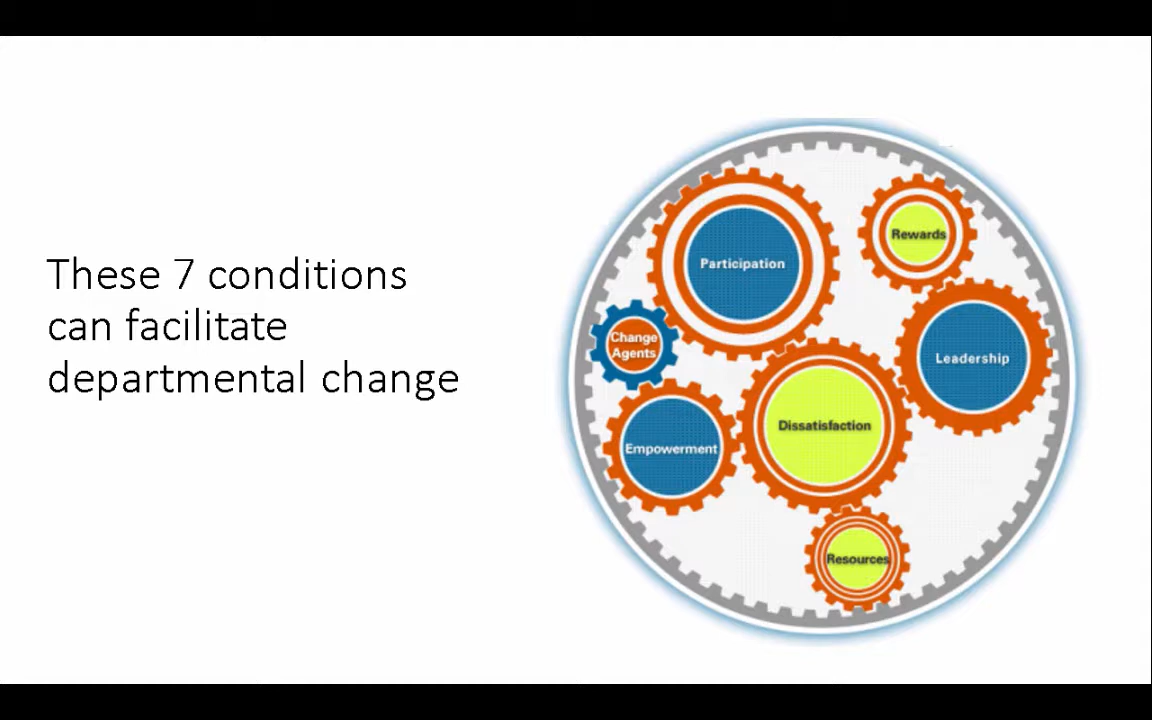 These 7 conditions
can facilitate
departmental change
Participation
Rewards
Change
Agents
Leadership
Dissatisfaction
Empowerment
Resources